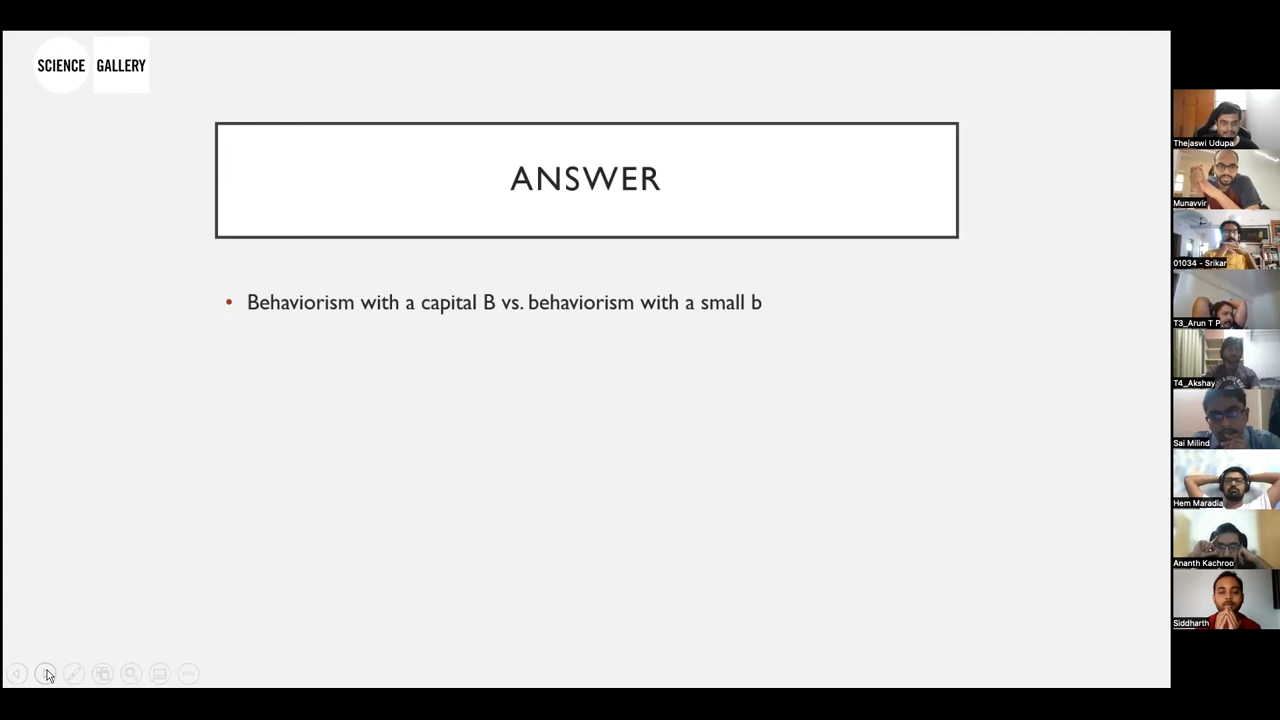 SCIENCE GALLERY
ANSWER
• Behaviorism with a capital B vs. behaviorism with a small b
Thejaswi Udupa
Munavvir
01034 - Srikar
T3_Arun T P
T4_Akshay
Sai Milind
Hem Maradia
Ananth Kachroo
Siddharth